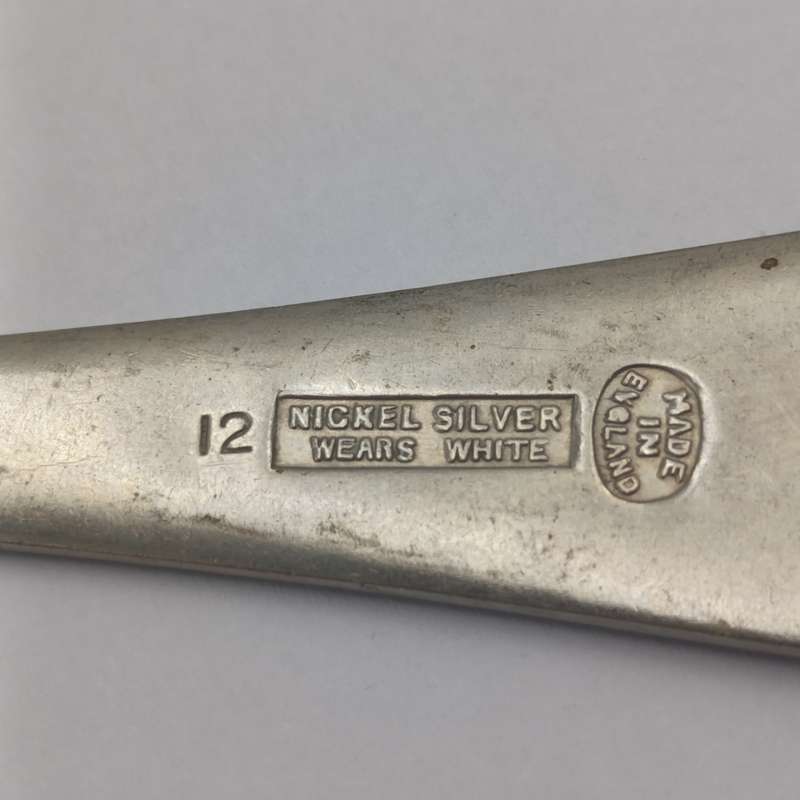 12
NICKEL SILVER
WEARS WHITE
MADE
IN
ENGLAND